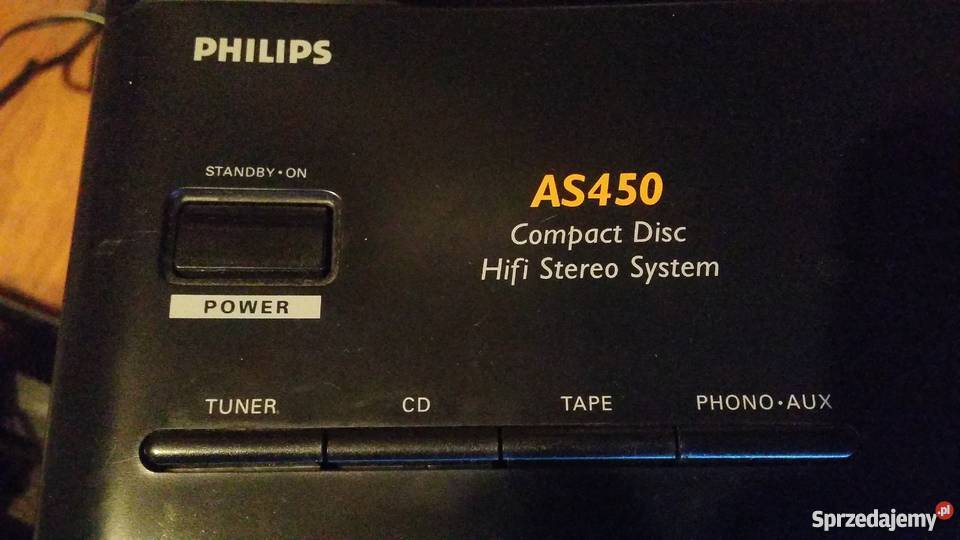 PHILIPS
STANDBY•ON
POWER
AS450
Compact Disc
Hifi Stereo System
TUNER CD TAPE PHONO•AUX
Sprzedajemy.pl